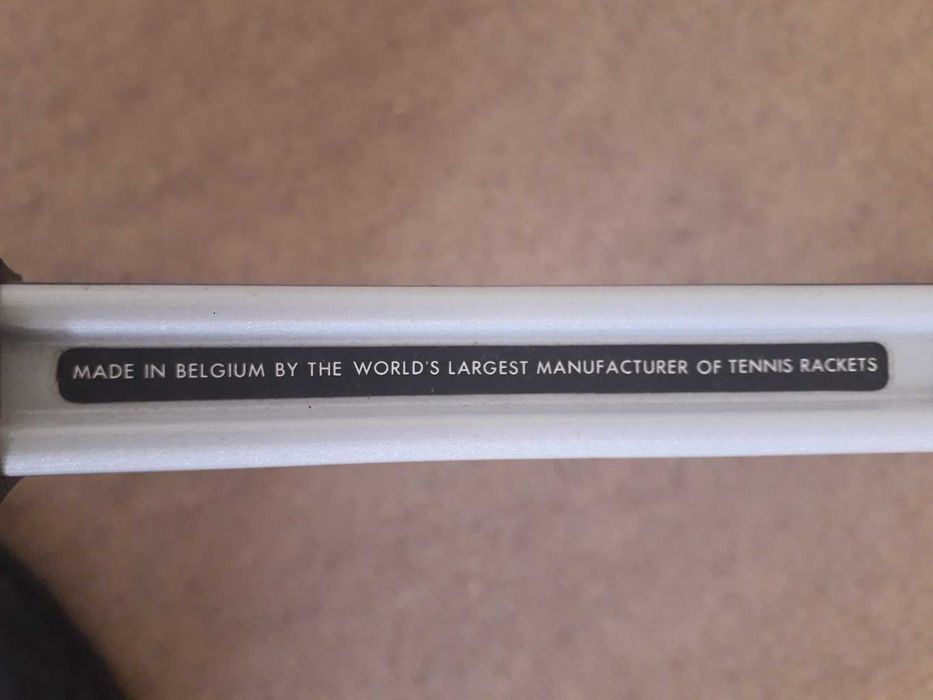 MADE IN BELGIUM BY THE WORLD'S LARGEST MANUFACTURER OF TENNIS RACKETS